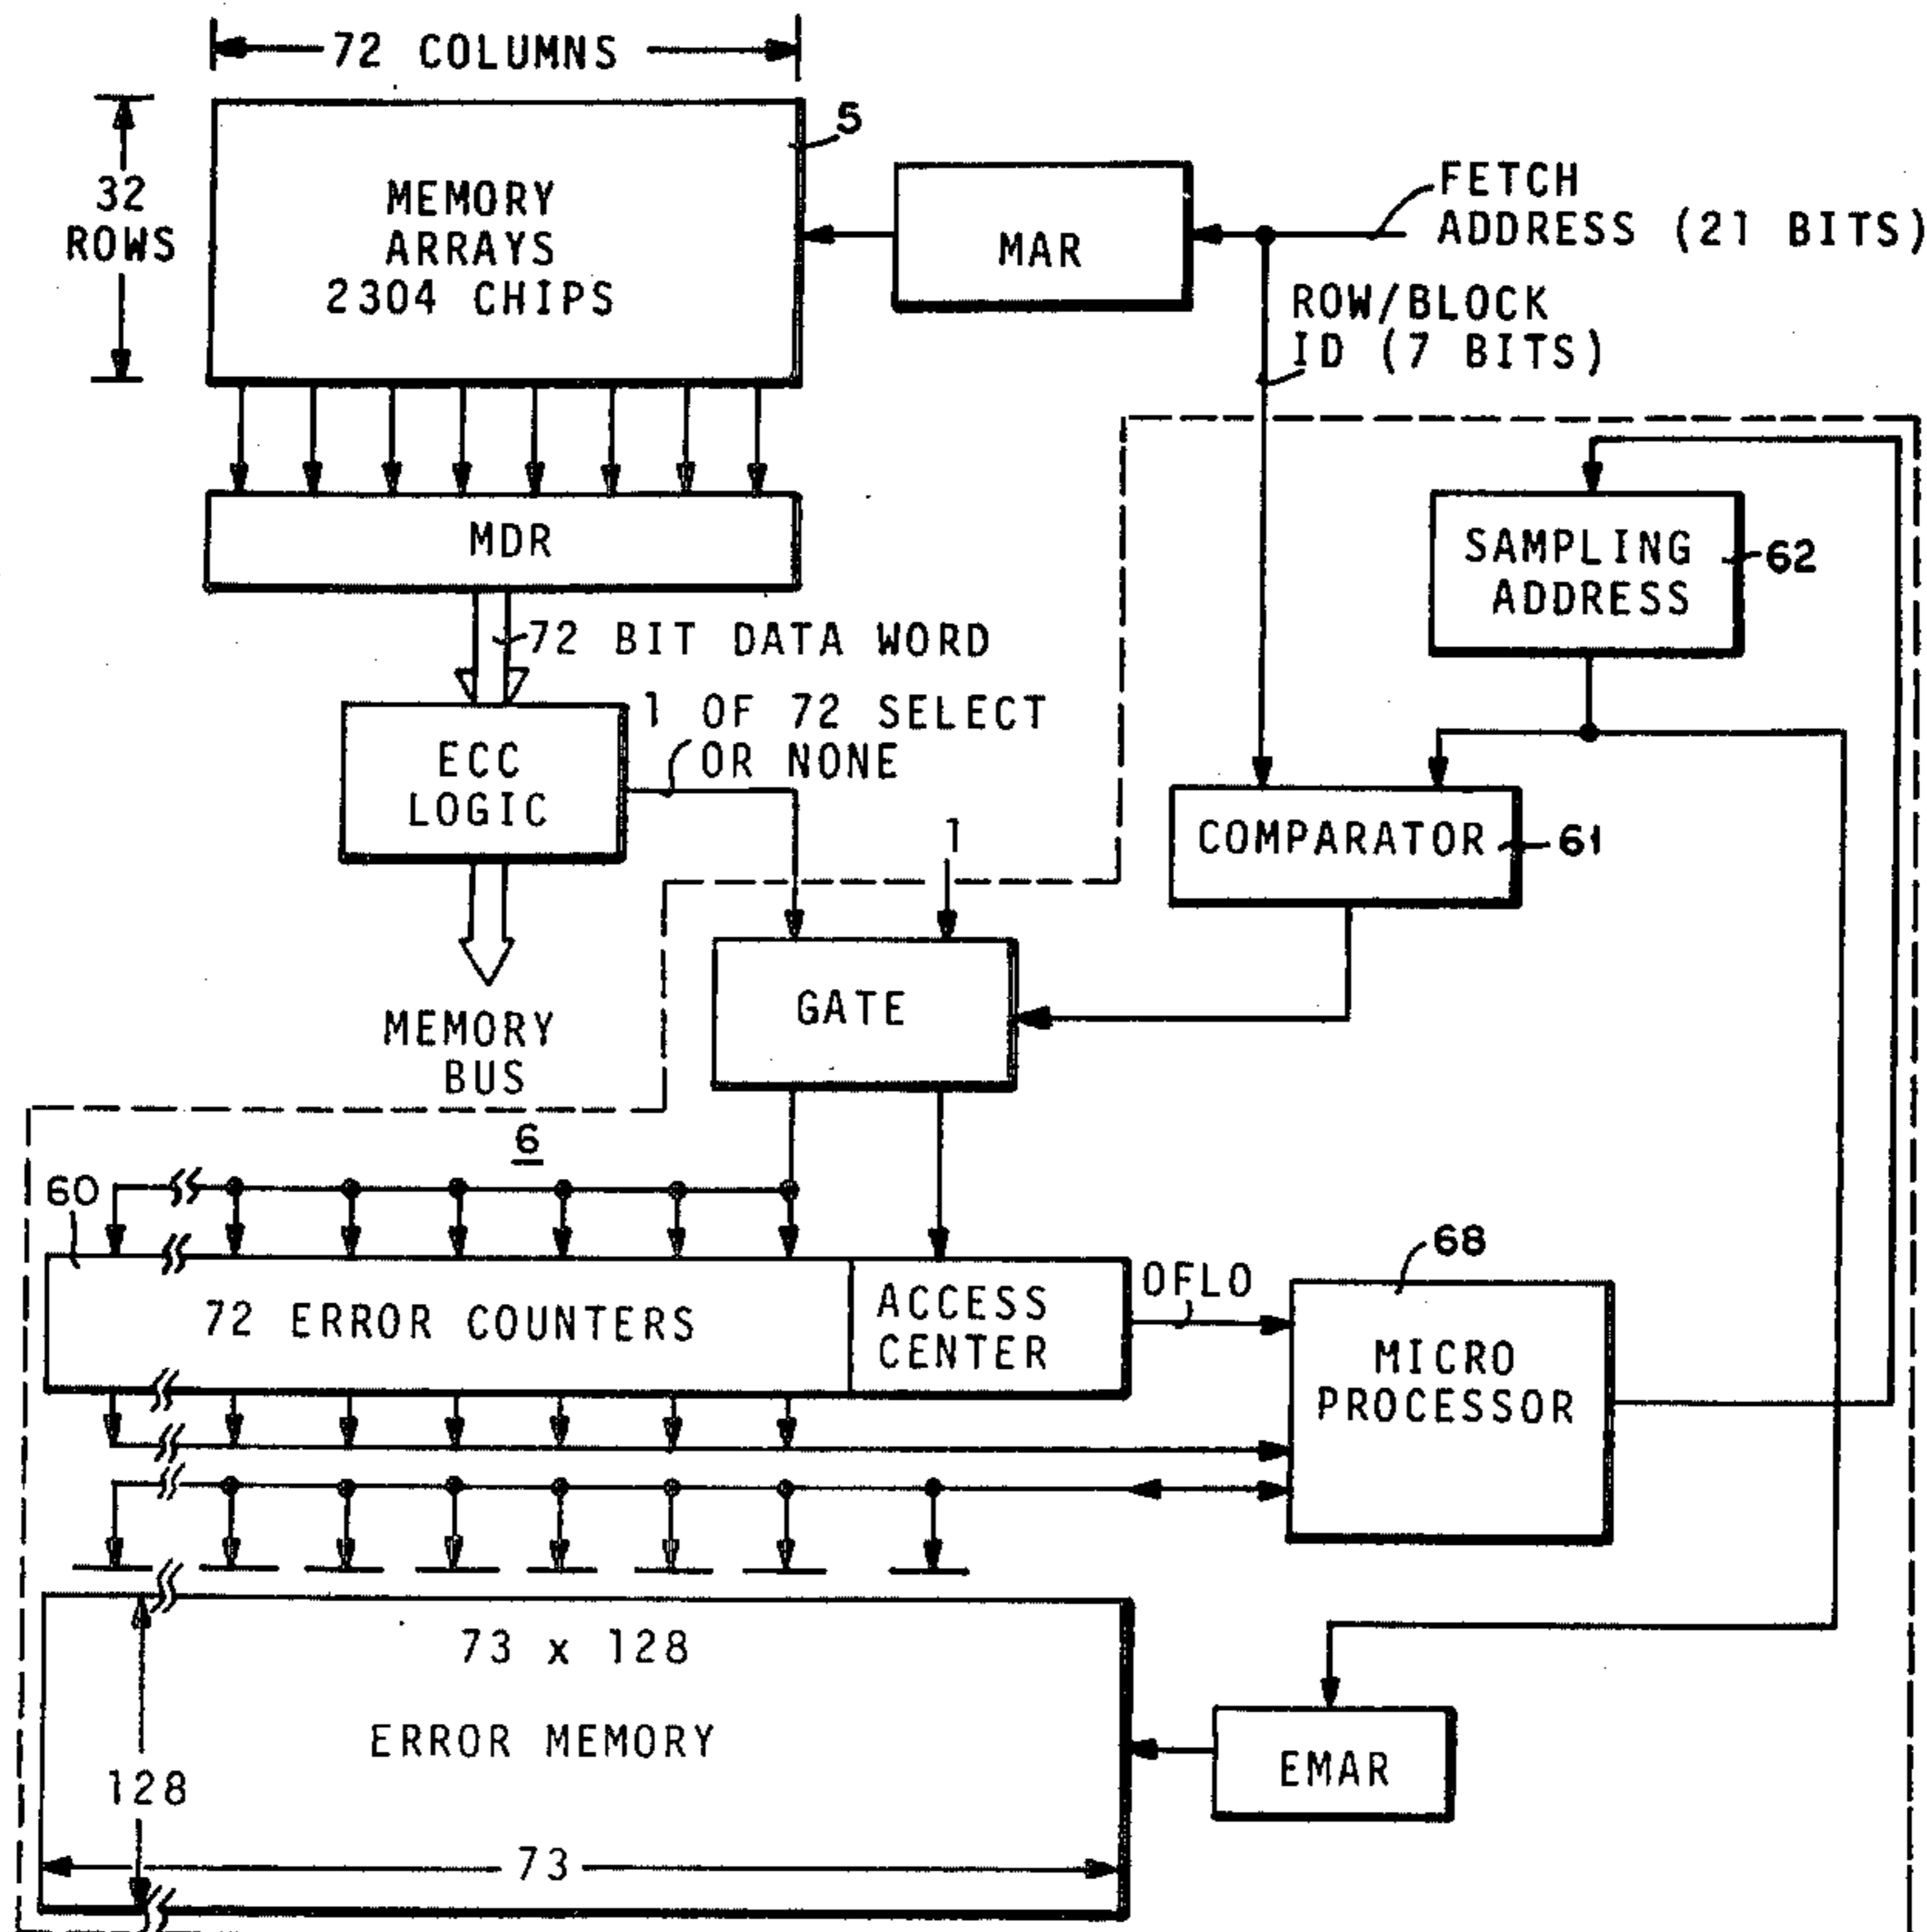 72 COLUMNS
32
ROWS
MEMORY
ARRAYS
2304 CHIPS
5
MAR
FETCH
ADDRESS (21 BITS)
ROW/BLOCK
ID (7 BITS)
MDR
SAMPLING
ADDRESS
62
72 BIT DATA WORD
1 OF 72 SELECT
OR NONE
ECC
LOGIC
1
COMPARATOR
61
GATE
MEMORY
BUS
6
60
72 ERROR COUNTERS
ACCESS
CENTER
OFLO
68
MICRO
PROCESSOR
73 x 128
ERROR MEMORY
128
73
EMAR